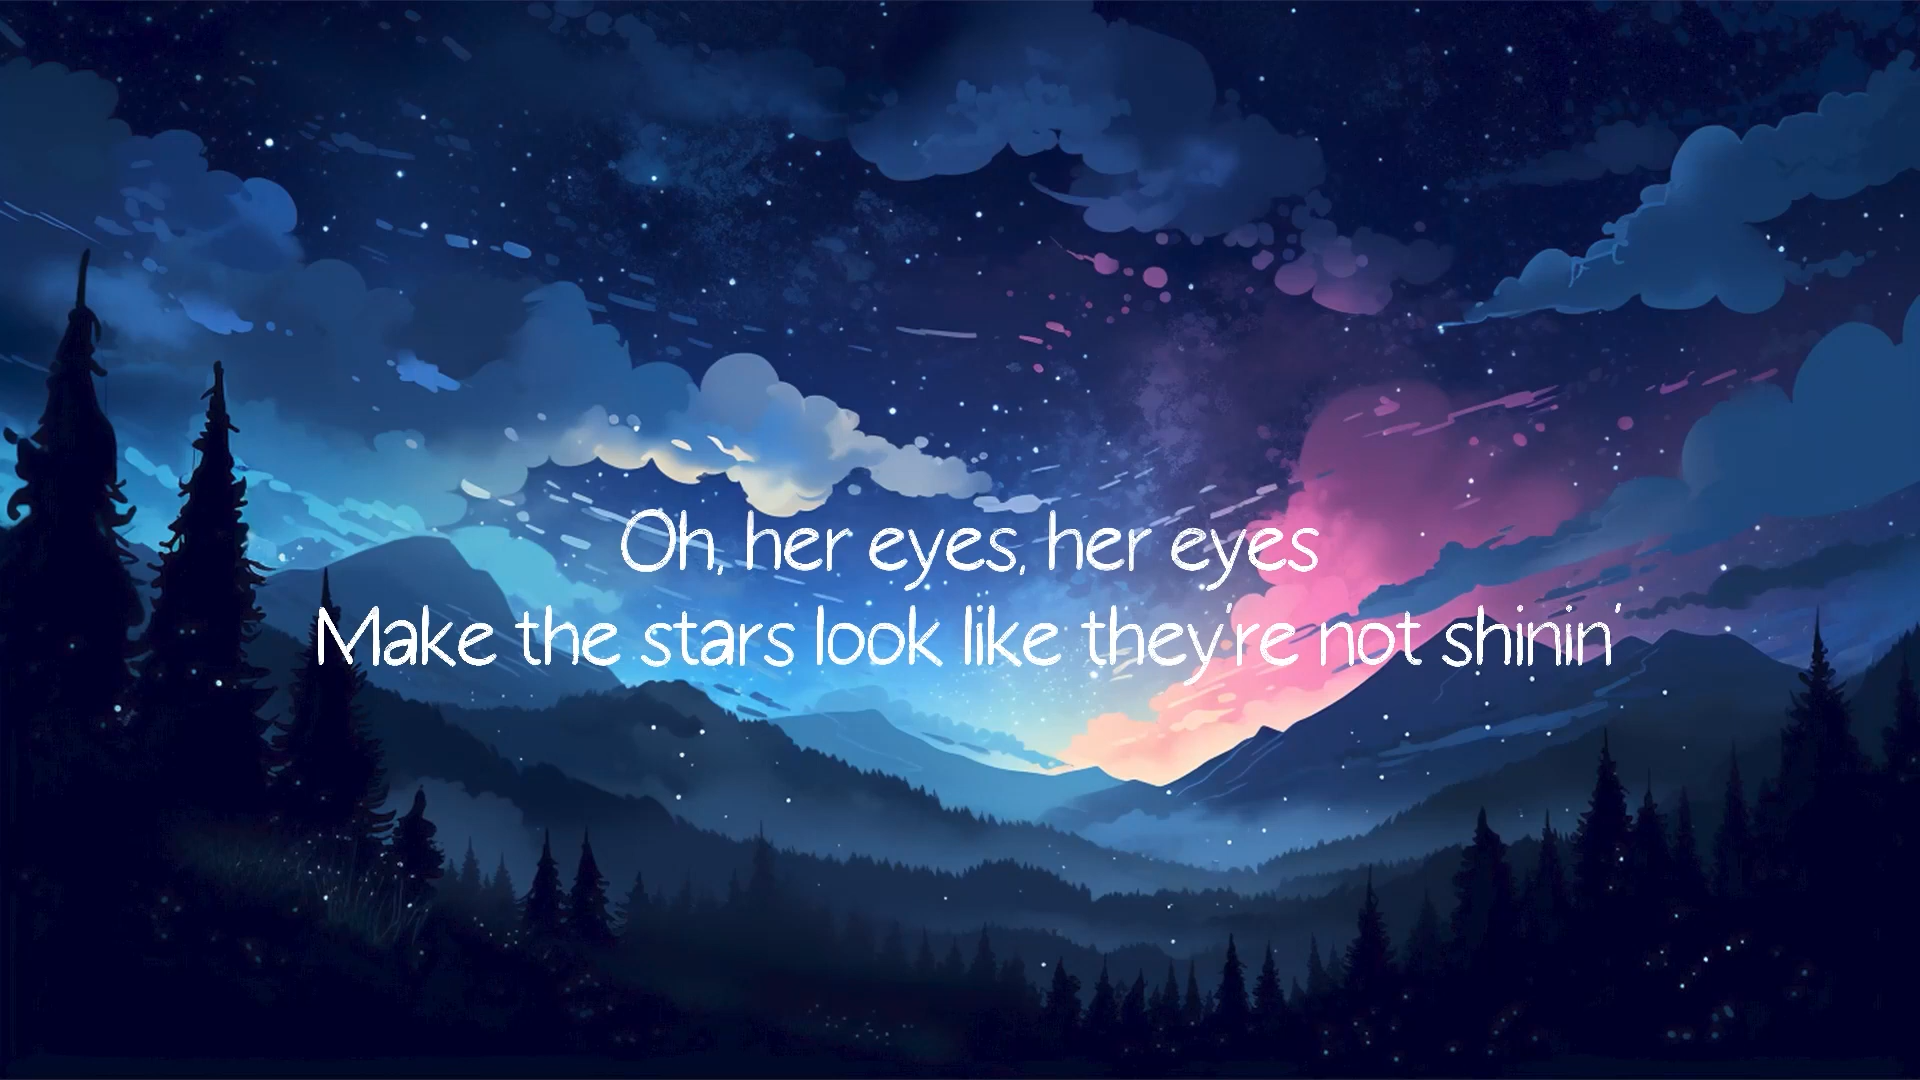 Oh, her eyes, her eyes
Make the stars look like they're not shinin'